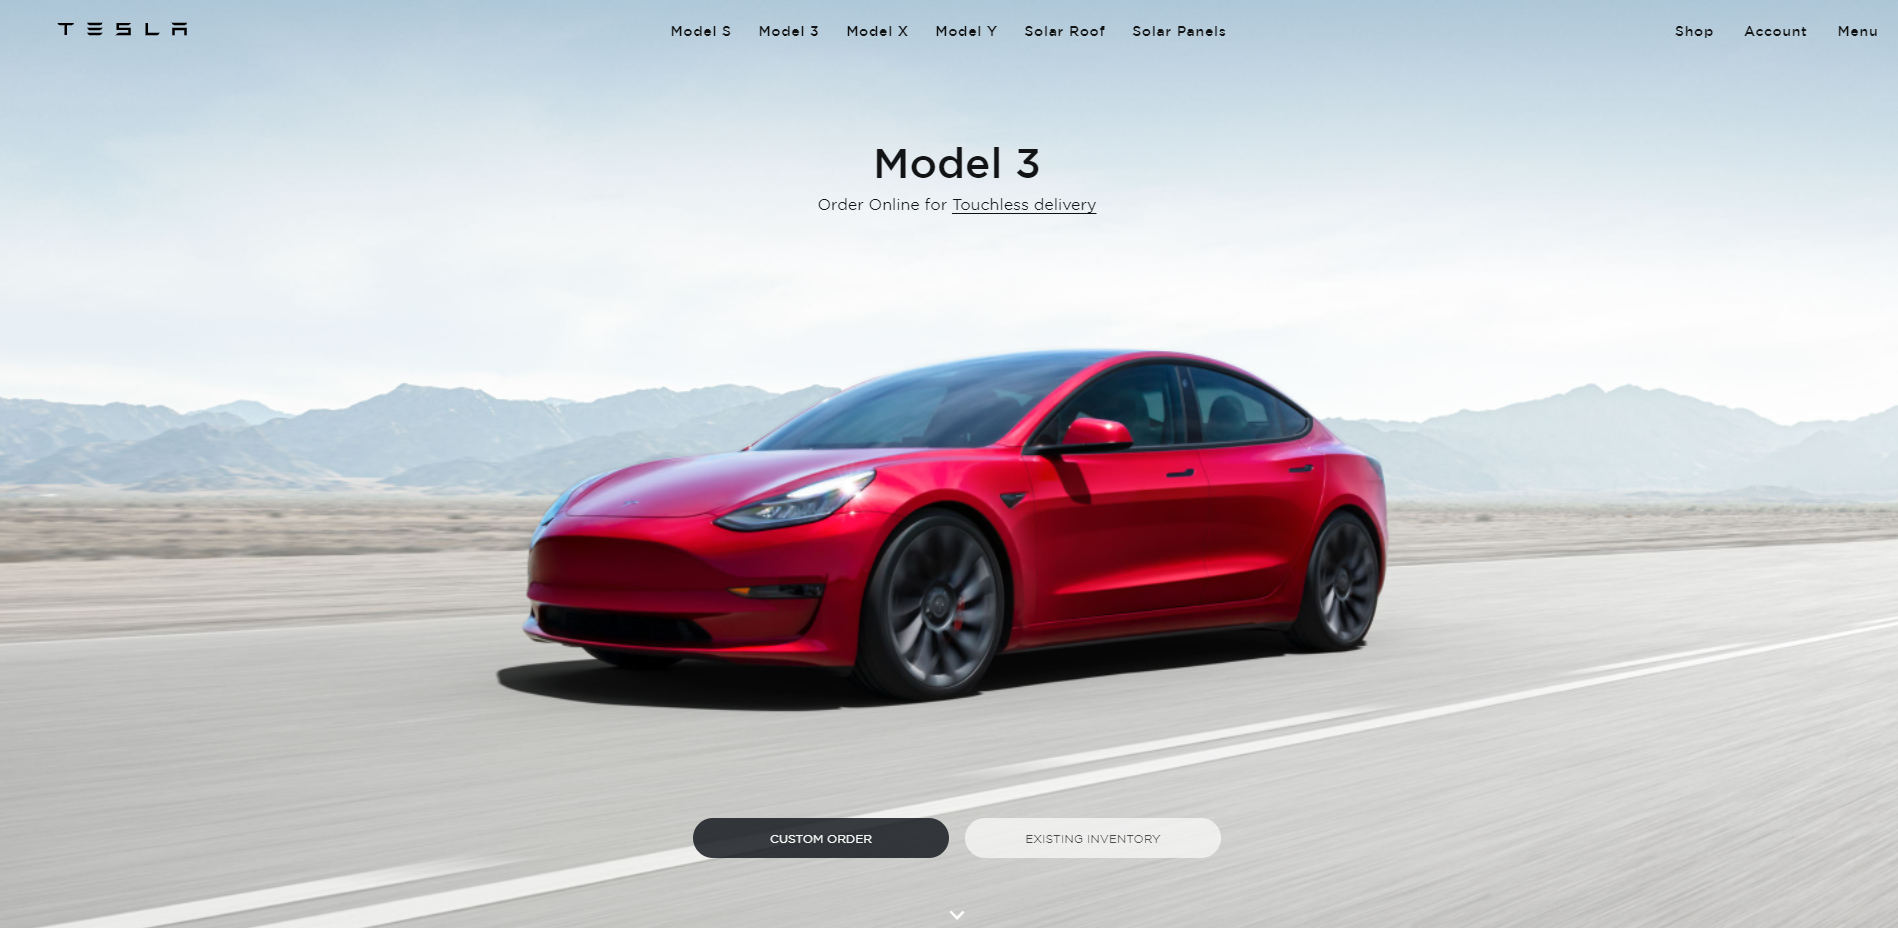 TESLA
Model S Model 3 Model X Model Y Solar Roof Solar Panels
Shop Account Menu
Model 3
Order Online for Touchless delivery
CUSTOM ORDER
EXISTING INVENTORY